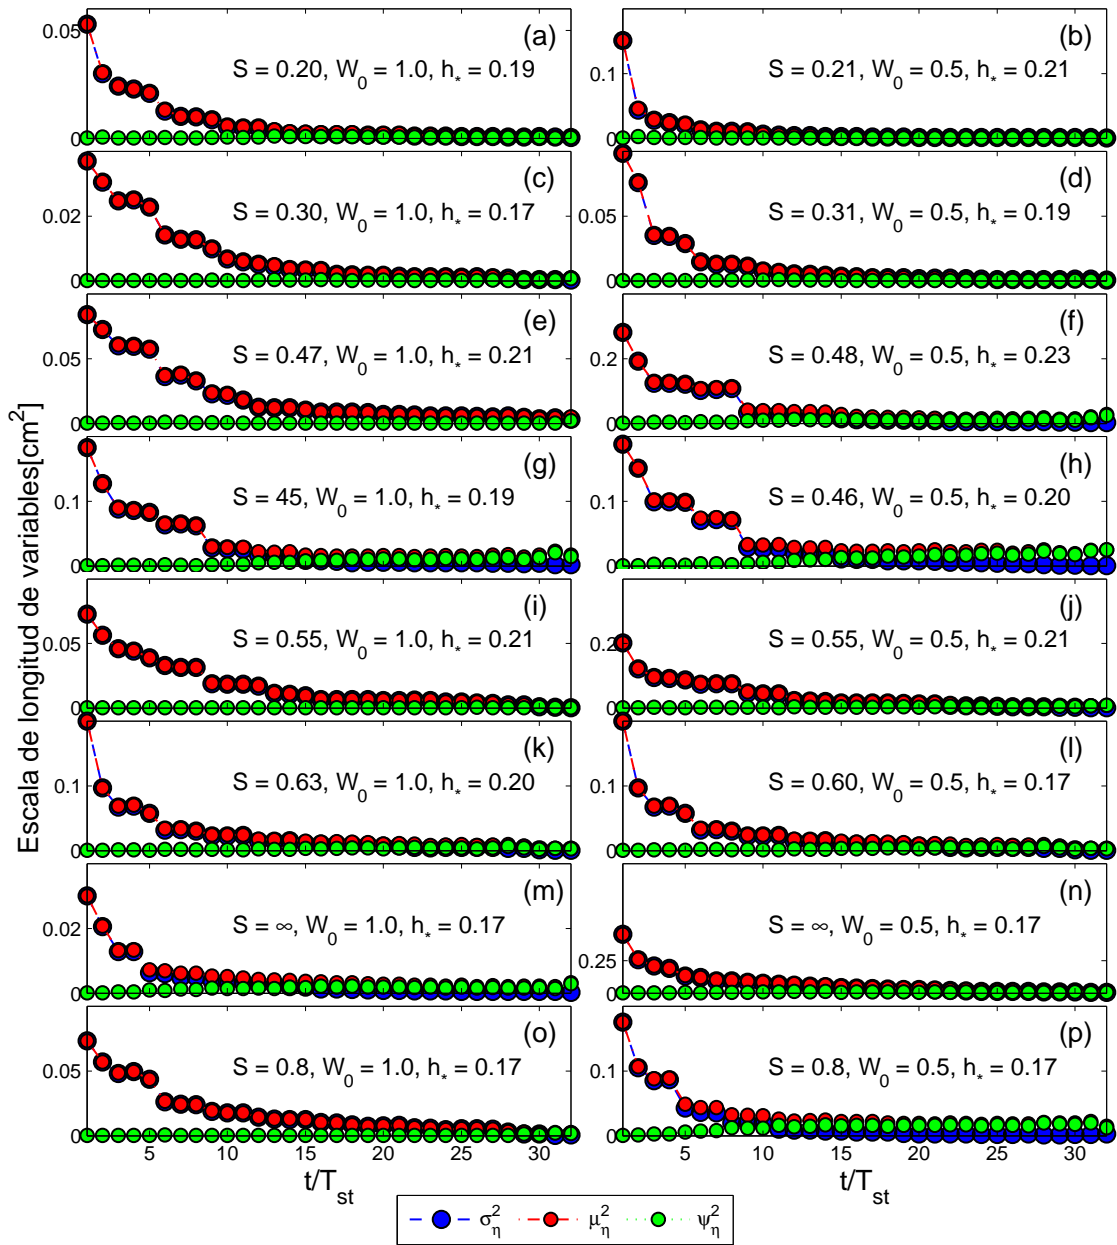 Escala de longitud de variables[cm²]
0.05
0
(a)
S = 0.20, W₀ = 1.0, h* = 0.19
0.1
0
(b)
S = 0.21, W₀ = 0.5, h* = 0.21
0.02
0
(c)
S = 0.30, W₀ = 1.0, h* = 0.17
0.05
0
(d)
S = 0.31, W₀ = 0.5, h* = 0.19
0.05
0
(e)
S = 0.47, W₀ = 1.0, h* = 0.21
0.2
0
(f)
S = 0.48, W₀ = 0.5, h* = 0.23
0.1
0
(g)
S = 45, W₀ = 1.0, h* = 0.19
0.1
0
(h)
S = 0.46, W₀ = 0.5, h* = 0.20
0.05
0
(i)
S = 0.55, W₀ = 1.0, h* = 0.21
0.2
0
(j)
S = 0.55, W₀ = 0.5, h* = 0.21
0.1
0
(k)
S = 0.63, W₀ = 1.0, h* = 0.20
0.1
0
(l)
S = 0.60, W₀ = 0.5, h* = 0.17
0.02
0
(m)
S = ∞, W₀ = 1.0, h* = 0.17
0.25
0
(n)
S = ∞, W₀ = 0.5, h* = 0.17
0.05
0
(o)
S = 0.8, W₀ = 1.0, h* = 0.17
0.1
0
(p)
S = 0.8, W₀ = 0.5, h* = 0.17
5 10 15 20 25 30
5 10 15 20 25 30
t/T_st
t/T_st
σ_η² μ_η² ψ_η²